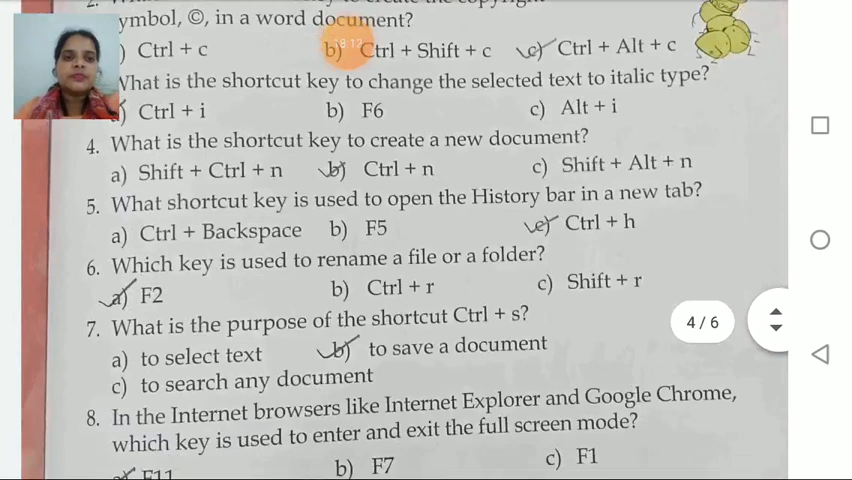 2.
ymbol, ©, in a word document?
) Ctrl + c b) Ctrl + Shift + c c) Ctrl + Alt + c
What is the shortcut key to change the selected text to italic type?
) Ctrl + i b) F6 c) Alt + i
4. What is the shortcut key to create a new document?
a) Shift + Ctrl + n b) Ctrl + n c) Shift + Alt + n
5. What shortcut key is used to open the History bar in a new tab?
a) Ctrl + Backspace b) F5 c) Ctrl + h
6. Which key is used to rename a file or a folder?
a) F2 b) Ctrl + r c) Shift + r
7. What is the purpose of the shortcut Ctrl + s?
a) to select text b) to save a document
c) to search any document
8. In the Internet browsers like Internet Explorer and Google Chrome,
which key is used to enter and exit the full screen mode?
a) F11 b) F7 c) F1
4 / 6